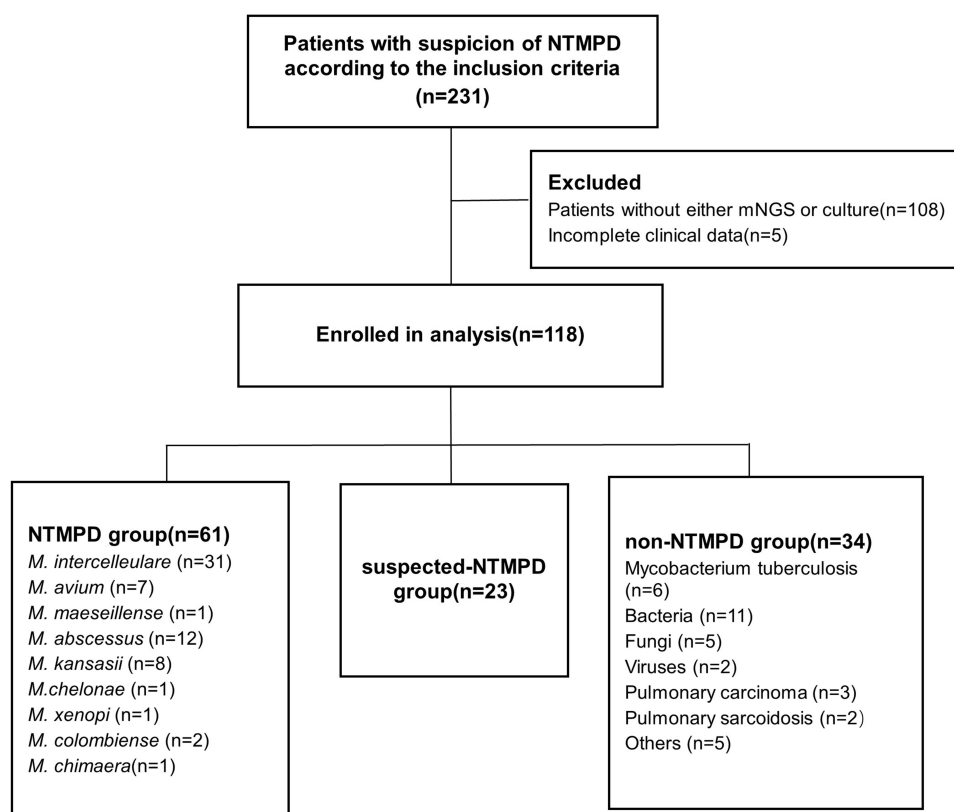 Patients with suspicion of NTMPD
according to the inclusion criteria
(n=231)
Excluded
Patients without either mNGS or culture(n=108)
Incomplete clinical data(n=5)
Enrolled in analysis(n=118)
NTMPD group(n=61)
M. intercelleulare (n=31)
M. avium (n=7)
M. maeseillense (n=1)
M. abscessus (n=12)
M. kansasii (n=8)
M.chelonae (n=1)
M. xenopi (n=1)
M. colombiense (n=2)
M. chimaera(n=1)
suspected-NTMPD
group(n=23)
non-NTMPD group(n=34)
Mycobacterium tuberculosis
(n=6)
Bacteria (n=11)
Fungi (n=5)
Viruses (n=2)
Pulmonary carcinoma (n=3)
Pulmonary sarcoidosis (n=2)
Others (n=5)